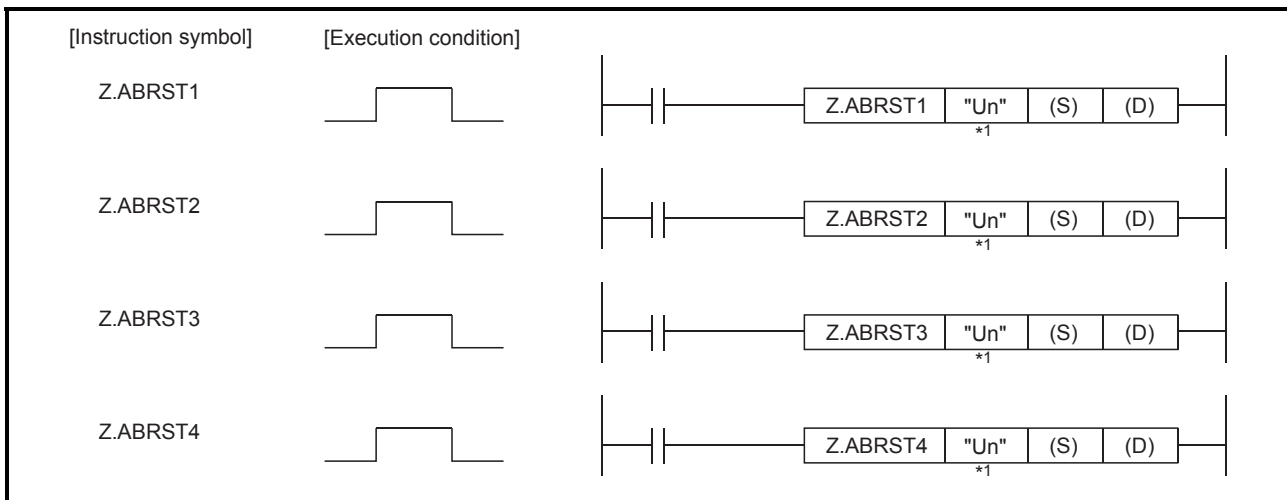 [Instruction symbol] [Execution condition]
Z.ABRST1 Z.ABRST1 "Un" (S) (D)
*1
Z.ABRST2 Z.ABRST2 "Un" (S) (D)
*1
Z.ABRST3 Z.ABRST3 "Un" (S) (D)
*1
Z.ABRST4 Z.ABRST4 "Un" (S) (D)
*1